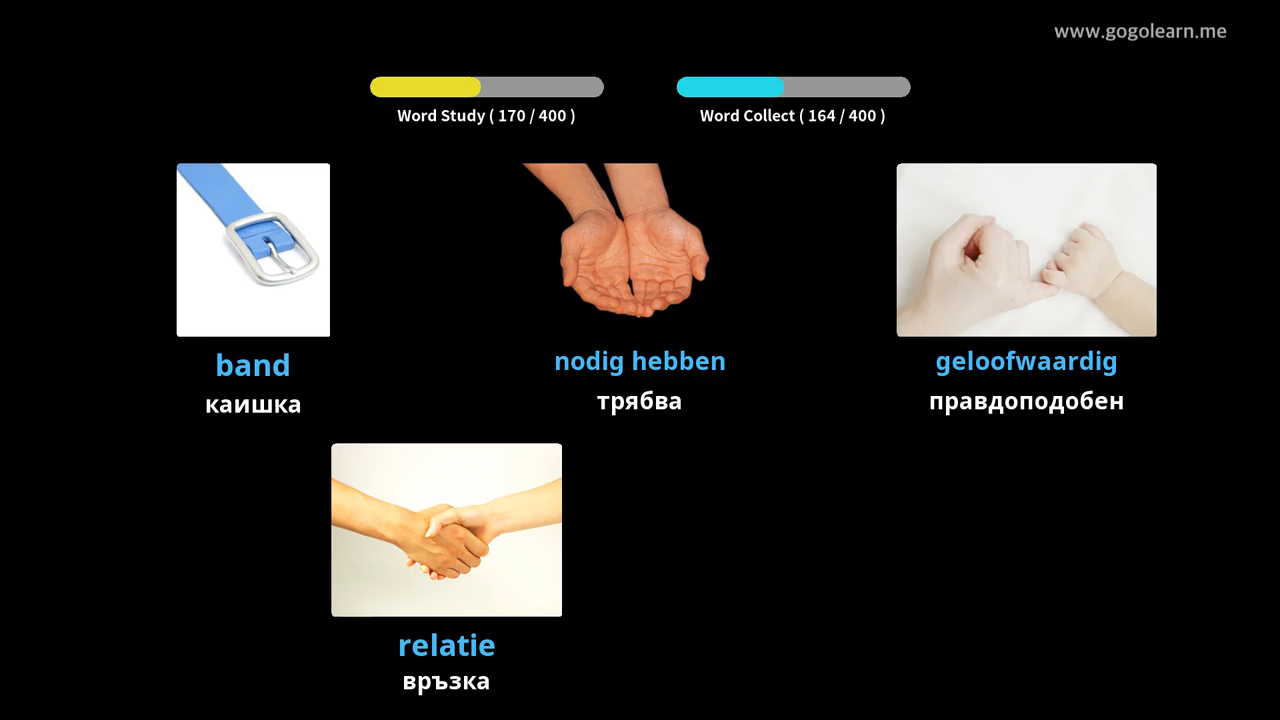 www.gogolearn.me
Word Study ( 170 / 400 )
Word Collect ( 164 / 400 )
band
каишка
nodig hebben
трябва
geloofwaardig
правдоподобен
relatie
връзка